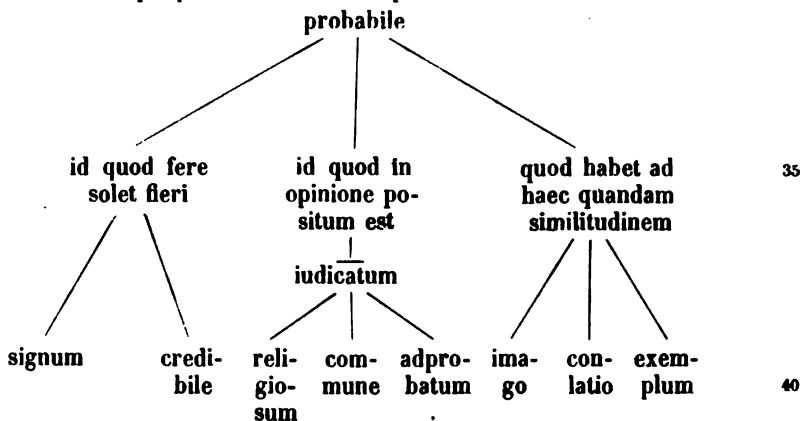 probabile
id quod fere
solet fieri
id quod in
opinione po-
situm est
quod habet ad
haec quandam
similitudinem
35
iudicatum
signum
credi-
bile
reli-
gio-
sum
com-
mune
adpro-
batum
ima-
go
con-
latio
exem-
plum
40